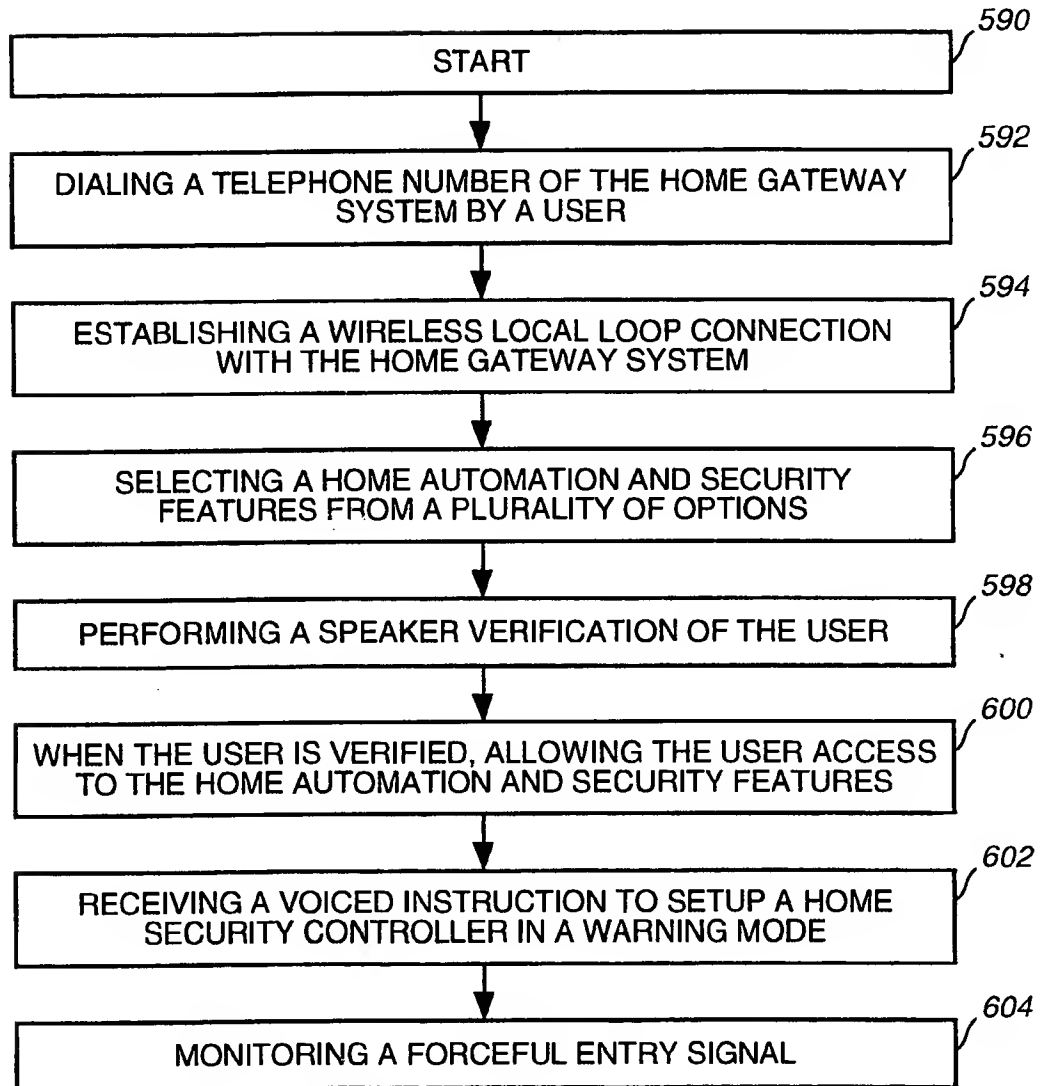 590
START
592
DIALING A TELEPHONE NUMBER OF THE HOME GATEWAY
SYSTEM BY A USER
594
ESTABLISHING A WIRELESS LOCAL LOOP CONNECTION
WITH THE HOME GATEWAY SYSTEM
596
SELECTING A HOME AUTOMATION AND SECURITY
FEATURES FROM A PLURALITY OF OPTIONS
598
PERFORMING A SPEAKER VERIFICATION OF THE USER
600
WHEN THE USER IS VERIFIED, ALLOWING THE USER ACCESS
TO THE HOME AUTOMATION AND SECURITY FEATURES
602
RECEIVING A VOICED INSTRUCTION TO SETUP A HOME
SECURITY CONTROLLER IN A WARNING MODE
604
MONITORING A FORCEFUL ENTRY SIGNAL